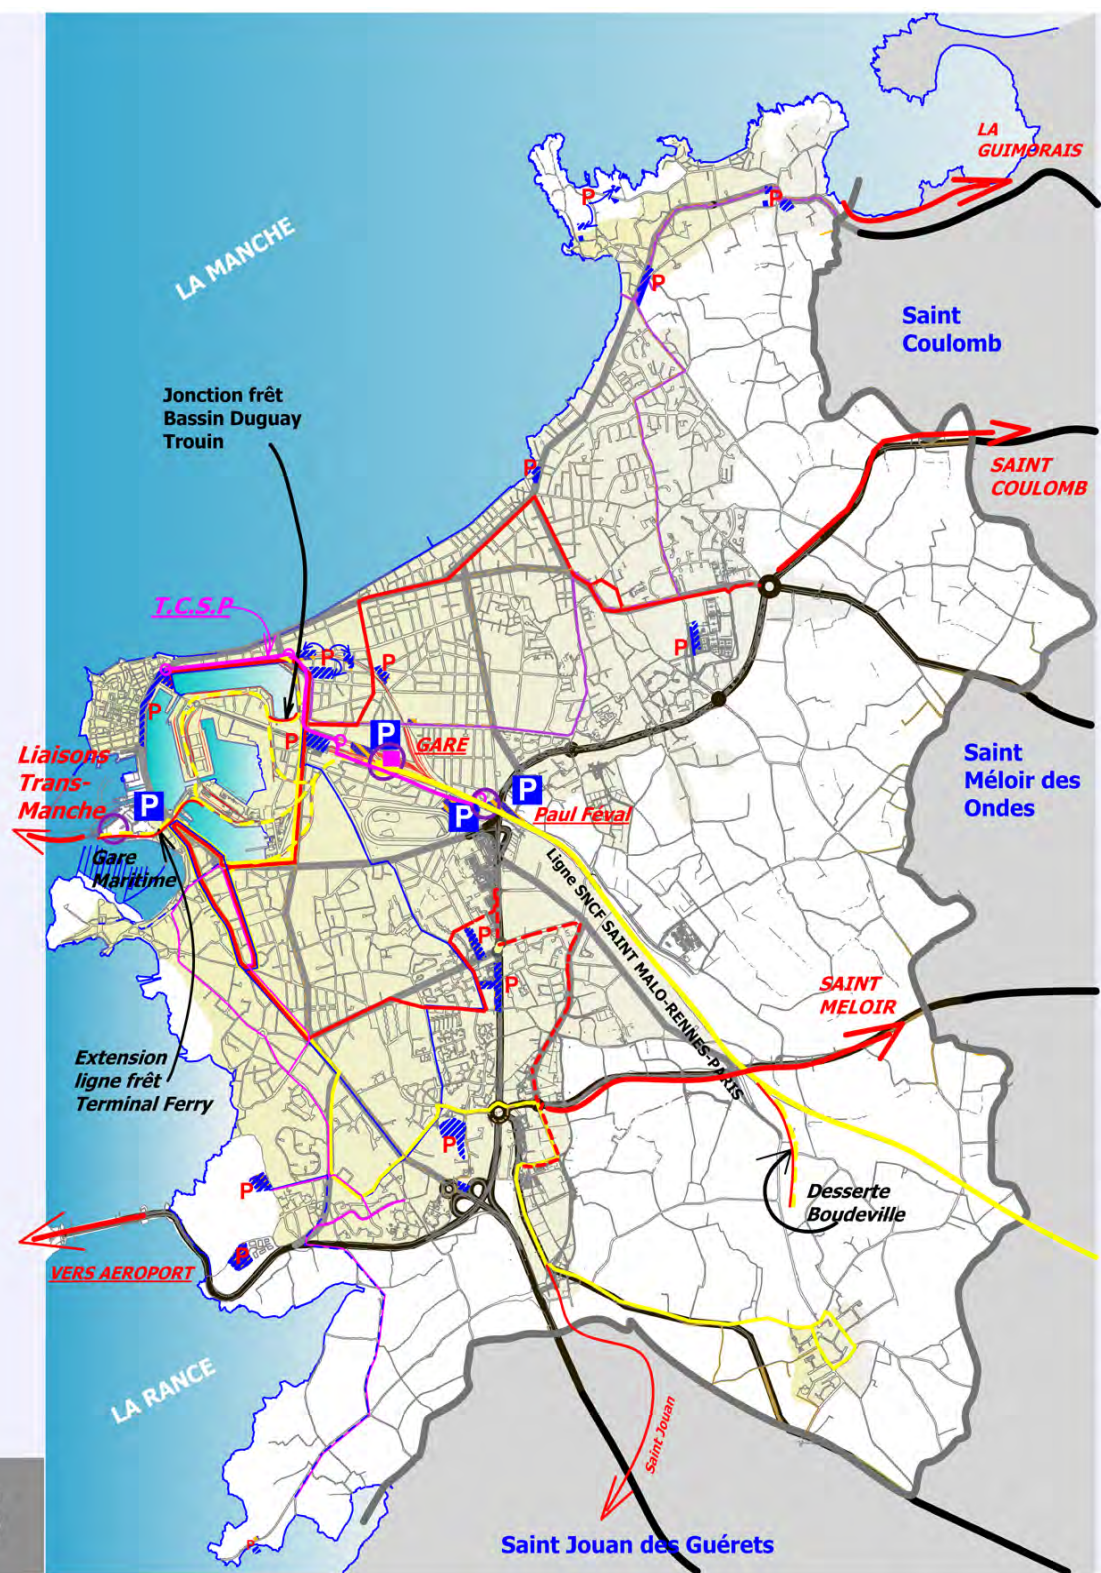 LA
GUIMORAIS
P
P
LA MANCHE
P
Saint
Coulomb
Jonction frêt
Bassin Duguay
Trouin
P
SAINT
COULOMB
T.C.S.P
P
P
P
P
P
P
GARE
Liaisons
Trans-
Manche
Saint
Méloir des
Ondes
P
P
P
Paul Féval
Gare
Maritime
Ligne SNCF SAINT MALO-RENNES-PARIS
P
P
SAINT
MELOIR
Extension
ligne frêt
Terminal Ferry
P
P
Desserte
Boudeville
P
VERS AEROPORT
LA RANCE
Saint Jouan
P
Saint Jouan des Guérets